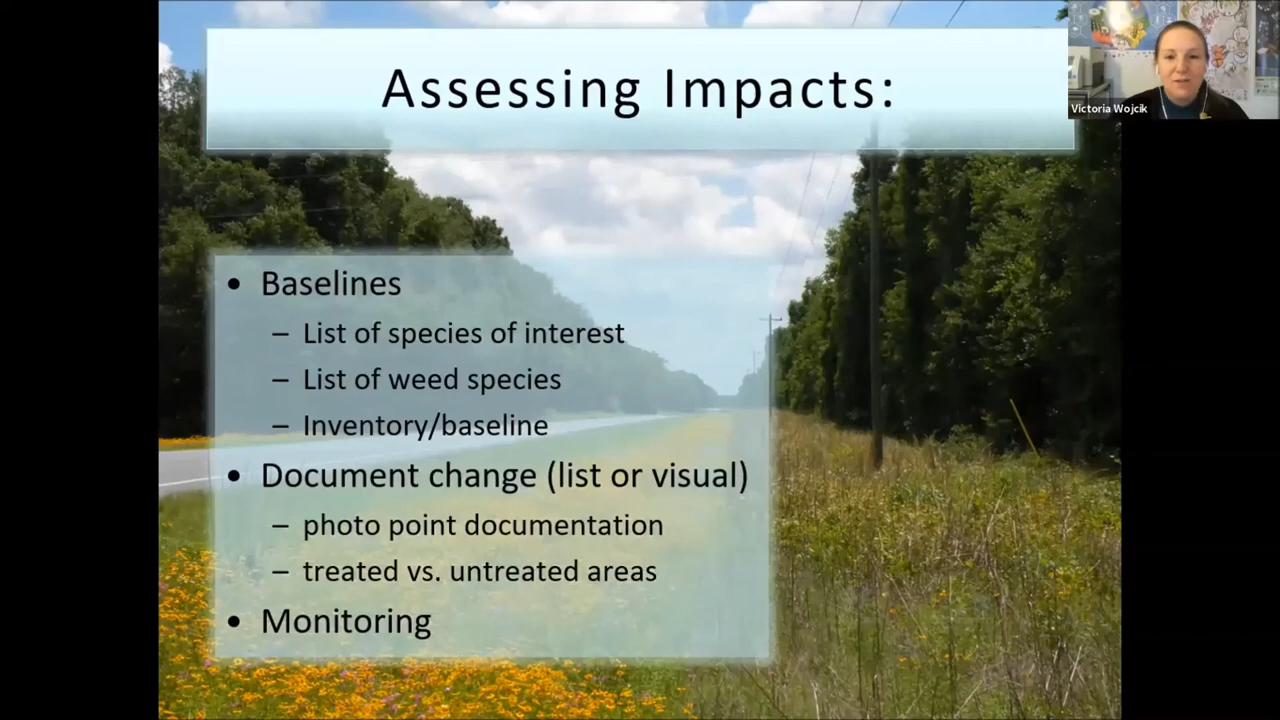 Assessing Impacts:
Victoria Wojcik
• Baselines
– List of species of interest
– List of weed species
– Inventory/baseline
• Document change (list or visual)
– photo point documentation
– treated vs. untreated areas
• Monitoring